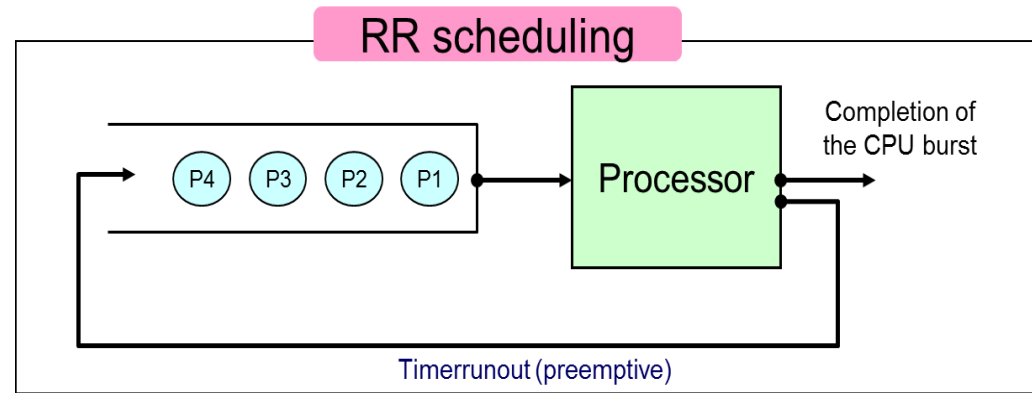 RR scheduling
P4 P3 P2 P1
Processor
Completion of
the CPU burst
Timerrunout (preemptive)